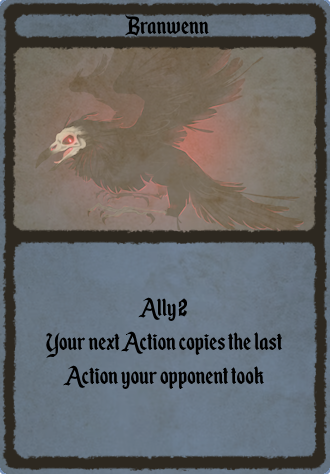 Branwenn
Ally 2
Your next Action copies the last
Action your opponent took